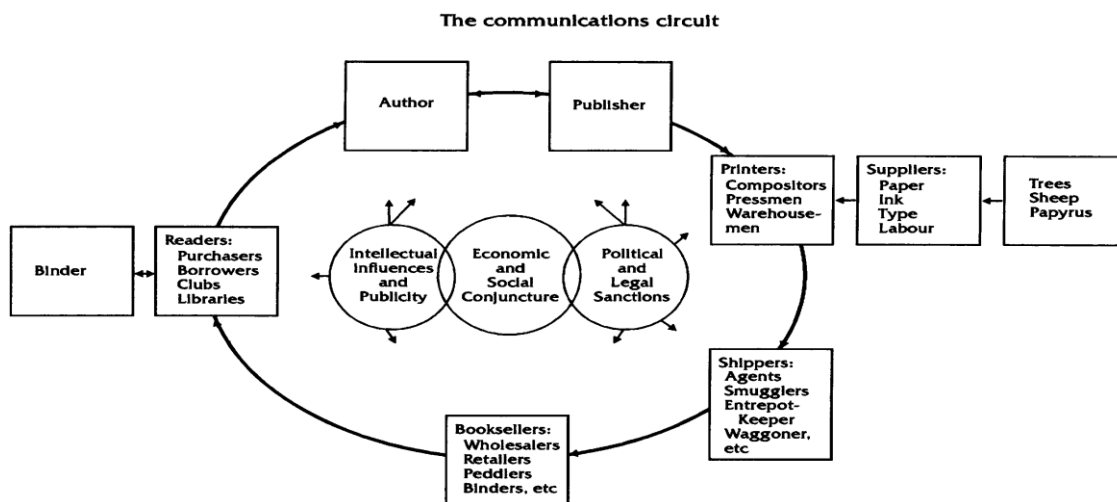 The communications circuit
Author
Publisher
Printers:
Compositors
Pressmen
Warehouse-
men
Suppliers:
Paper
Ink
Type
Labour
Trees
Sheep
Papyrus
Binder
Readers:
Purchasers
Borrowers
Clubs
Libraries
Intellectual
Influences
and
Publicity
Economic
and
Social
Conjuncture
Political
and
Legal
Sanctions
Shippers:
Agents
Smugglers
Entrepot-
Keeper
Waggoner,
etc
Booksellers:
Wholesalers
Retailers
Peddlers
Binders, etc